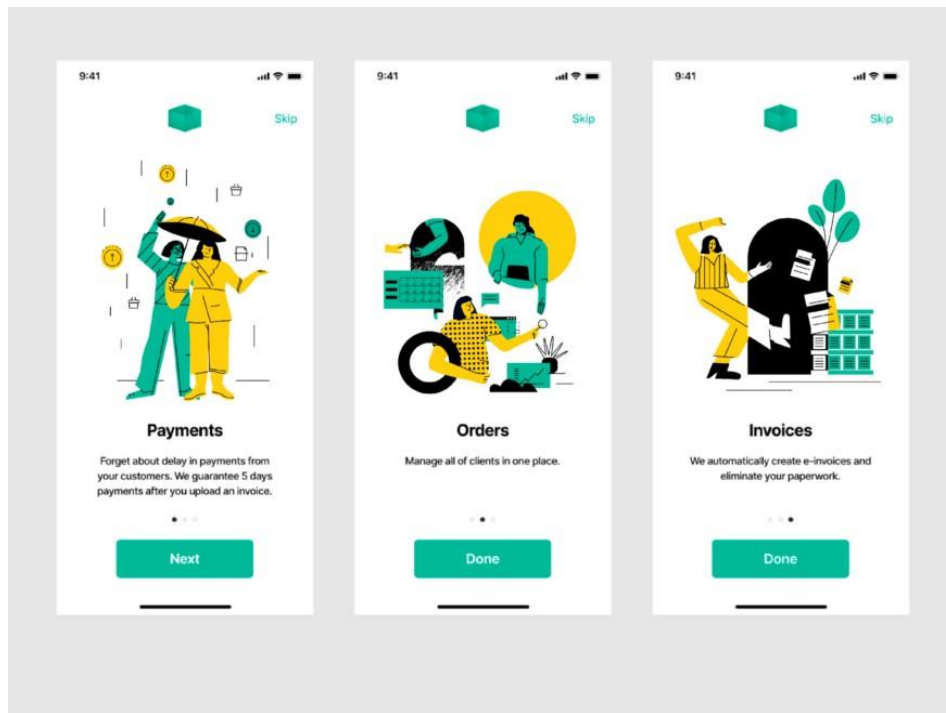 9:41
Skip
Payments
Forget about delay in payments from
your customers. We guarantee 5 days
payments after you upload an invoice.
Next
9:41
Skip
Orders
Manage all of clients in one place.
Done
9:41
Skip
Invoices
We automatically create e-invoices and
eliminate your paperwork.
Done